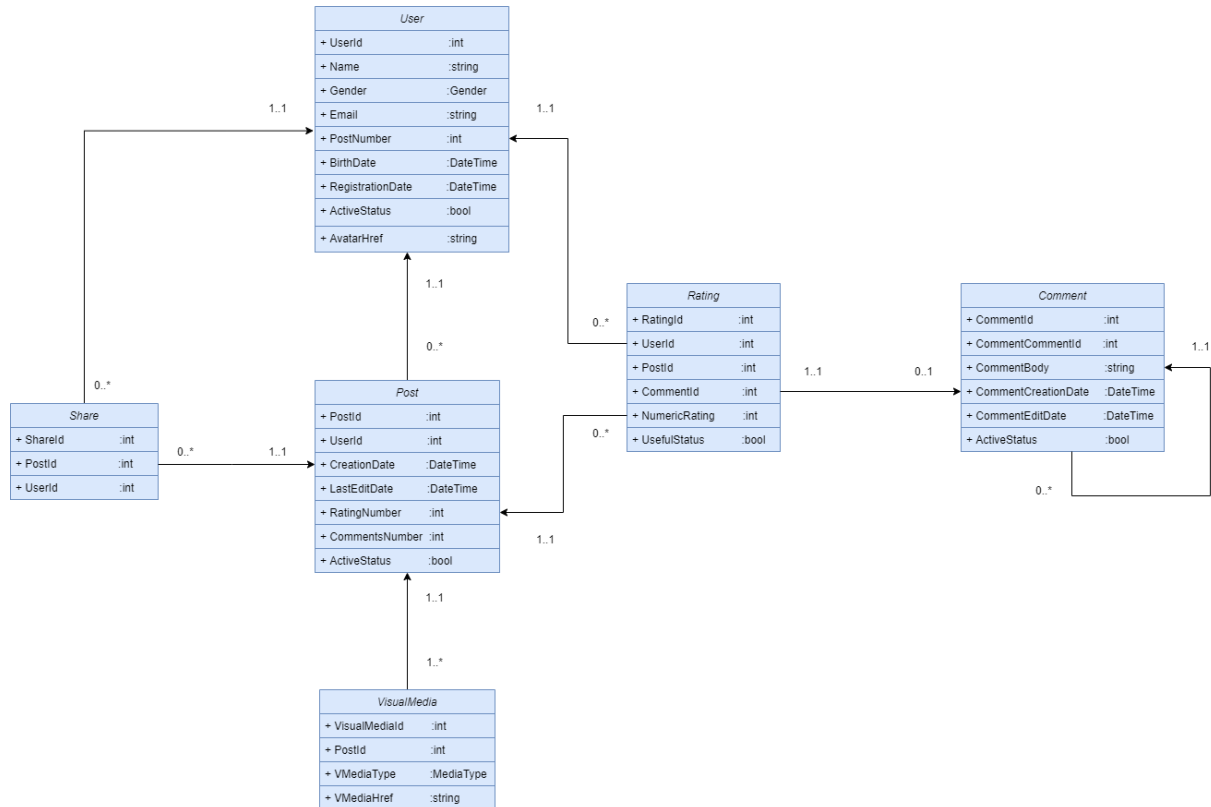 User
+ UserId :int
+ Name :string
+ Gender :Gender
+ Email :string
+ PostNumber :int
+ BirthDate :DateTime
+ RegistrationDate :DateTime
+ ActiveStatus :bool
+ AvatarHref :string
1..1
1..1
1..1
0..*
0..*
0..*
Share
+ ShareId :int
+ PostId :int
+ UserId :int
0..*
1..1
Post
+ PostId :int
+ UserId :int
+ CreationDate :DateTime
+ LastEditDate :DateTime
+ RatingNumber :int
+ CommentsNumber :int
+ ActiveStatus :bool
Rating
+ RatingId :int
+ UserId :int
+ PostId :int
+ CommentId :int
+ NumericRating :int
+ UsefulStatus :bool
0..*
1..1
1..1
0..1
Comment
+ CommentId :int
+ CommentCommentId :int
+ CommentBody :string
+ CommentCreationDate :DateTime
+ CommentEditDate :DateTime
+ ActiveStatus :bool
1..1
0..*
1..1
1..*
VisualMedia
+ VisualMediaId :int
+ PostId :int
+ VMediaType :MediaType
+ VMediaHref :string